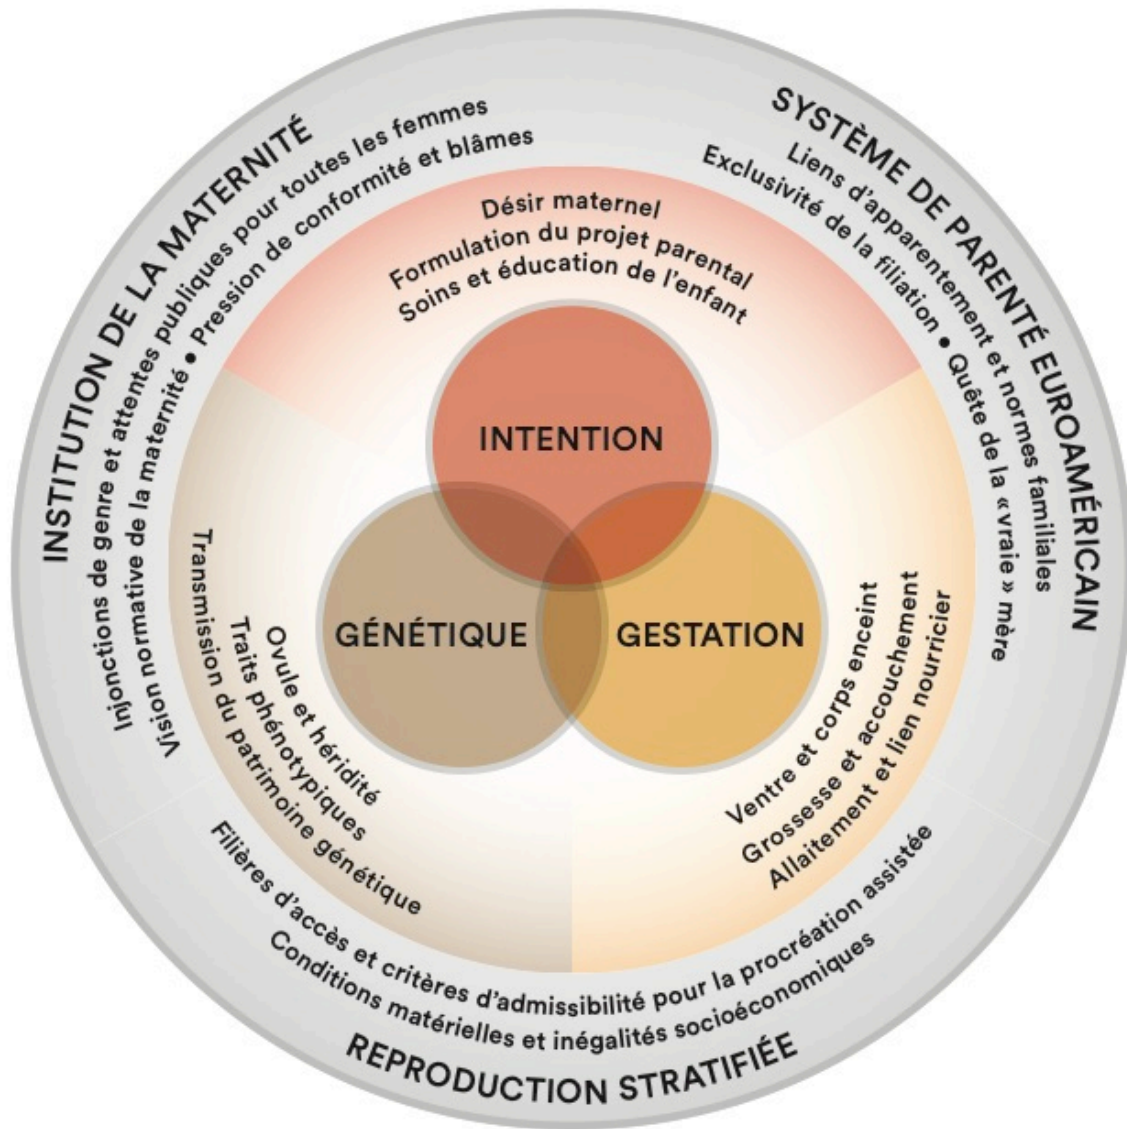 INSTITUTION DE LA MATERNITÉ
Injonctions de genre et attentes publiques pour toutes les femmes
Vision normative de la maternité • Pression de conformité et blâmes
SYSTÈME DE PARENTÉ EUROAMÉRICAIN
Liens d'apparentement et normes familiales
Exclusivité de la filiation • Quête de la « vraie » mère
Désir maternel
Formulation du projet parental
Soins et éducation de l'enfant
INTENTION
GÉNÉTIQUE
GESTATION
Ovule et héridité
Traits phénotypiques
Transmission du patrimoine génétique
Ventre et corps enceint
Grossesse et accouchement
Allaitement et lien nourricier
Filières d'accès et critères d'admissibilité pour la procréation assistée
Conditions matérielles et inégalités socioéconomiques
REPRODUCTION STRATIFIÉE